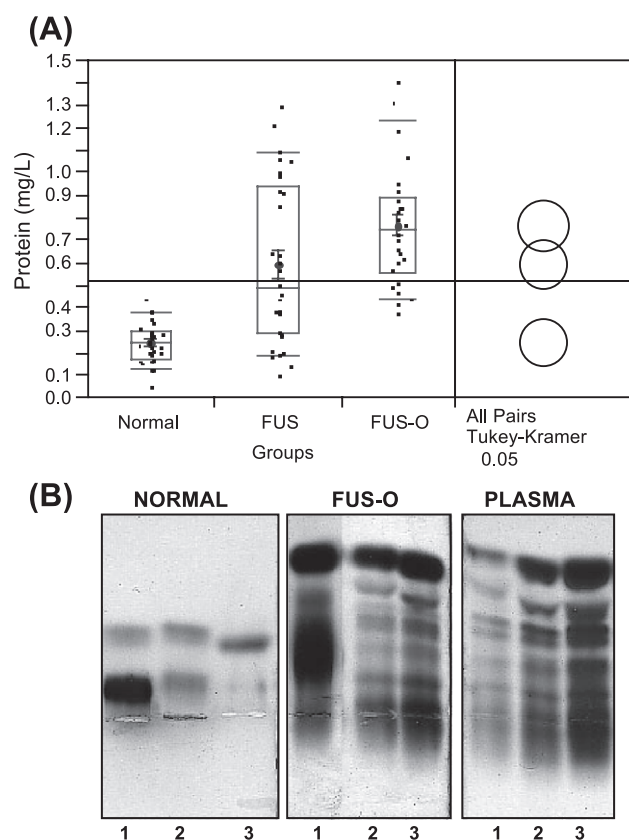 (A)
1.5
1.3
1.2
1.0
0.9
0.7
0.6
0.4
0.3
0.1
0.0
Protein (mg/L)
Normal
FUS
FUS-O
All Pairs
Tukey-Kramer
0.05
Groups
(B)
NORMAL
FUS-O
PLASMA
1 2 3
1 2 3
1 2 3